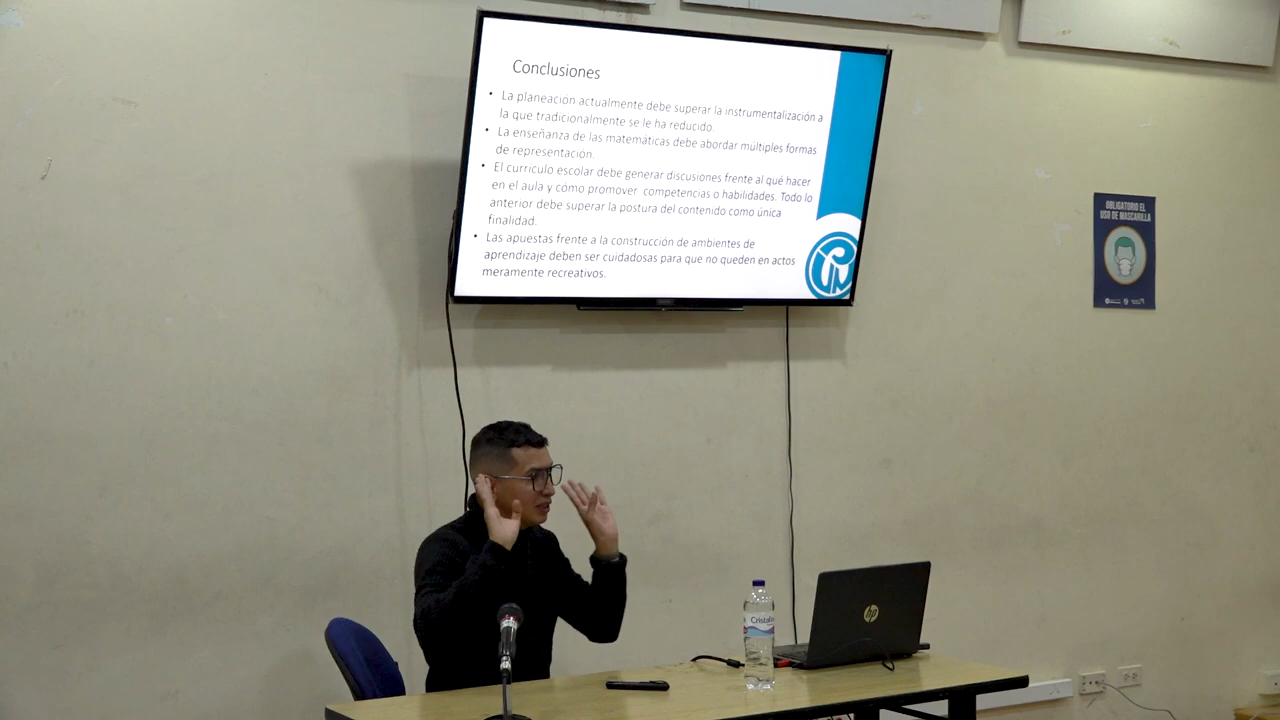 Conclusiones
• La planeación actualmente debe superar la instrumentalización a
la que tradicionalmente se le ha reducido.
• La enseñanza de las matemáticas debe abordar múltiples formas
de representación.
• El currículo escolar debe generar discusiones frente al qué hacer
en el aula y cómo promover competencias o habilidades. Todo lo
anterior debe superar la postura del contenido como única
finalidad.
• Las apuestas frente a la construcción de ambientes de
aprendizaje deben ser cuidadosas para que no queden en actos
meramente recreativos.
OBLIGATORIO EL
USO DE MASCARILLA
Cristal
hp